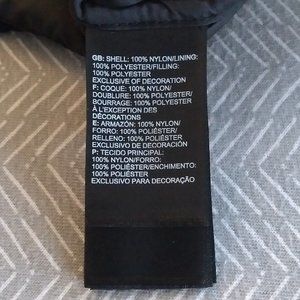 GB: SHELL: 100% NYLON/LINING:
100% POLYESTER/FILLING:
100% POLYESTER
EXCLUSIVE OF DECORATION
F: COQUE: 100% NYLON/
DOUBLURE: 100% POLYESTER/
BOURRAGE: 100% POLYESTER
À L'EXCEPTION DES
DÉCORATIONS
E: ARMAZÓN: 100% NYLON/
FORRO: 100% POLIÉSTER/
RELLENO: 100% POLIÉSTER
EXCLUSIVO DE DECORACIÓN
P: TECIDO PRINCIPAL:
100% NYLON/FORRO:
100% POLIÉSTER/ENCHIMENTO:
100% POLIÉSTER
EXCLUSIVO PARA DECORAÇÃO